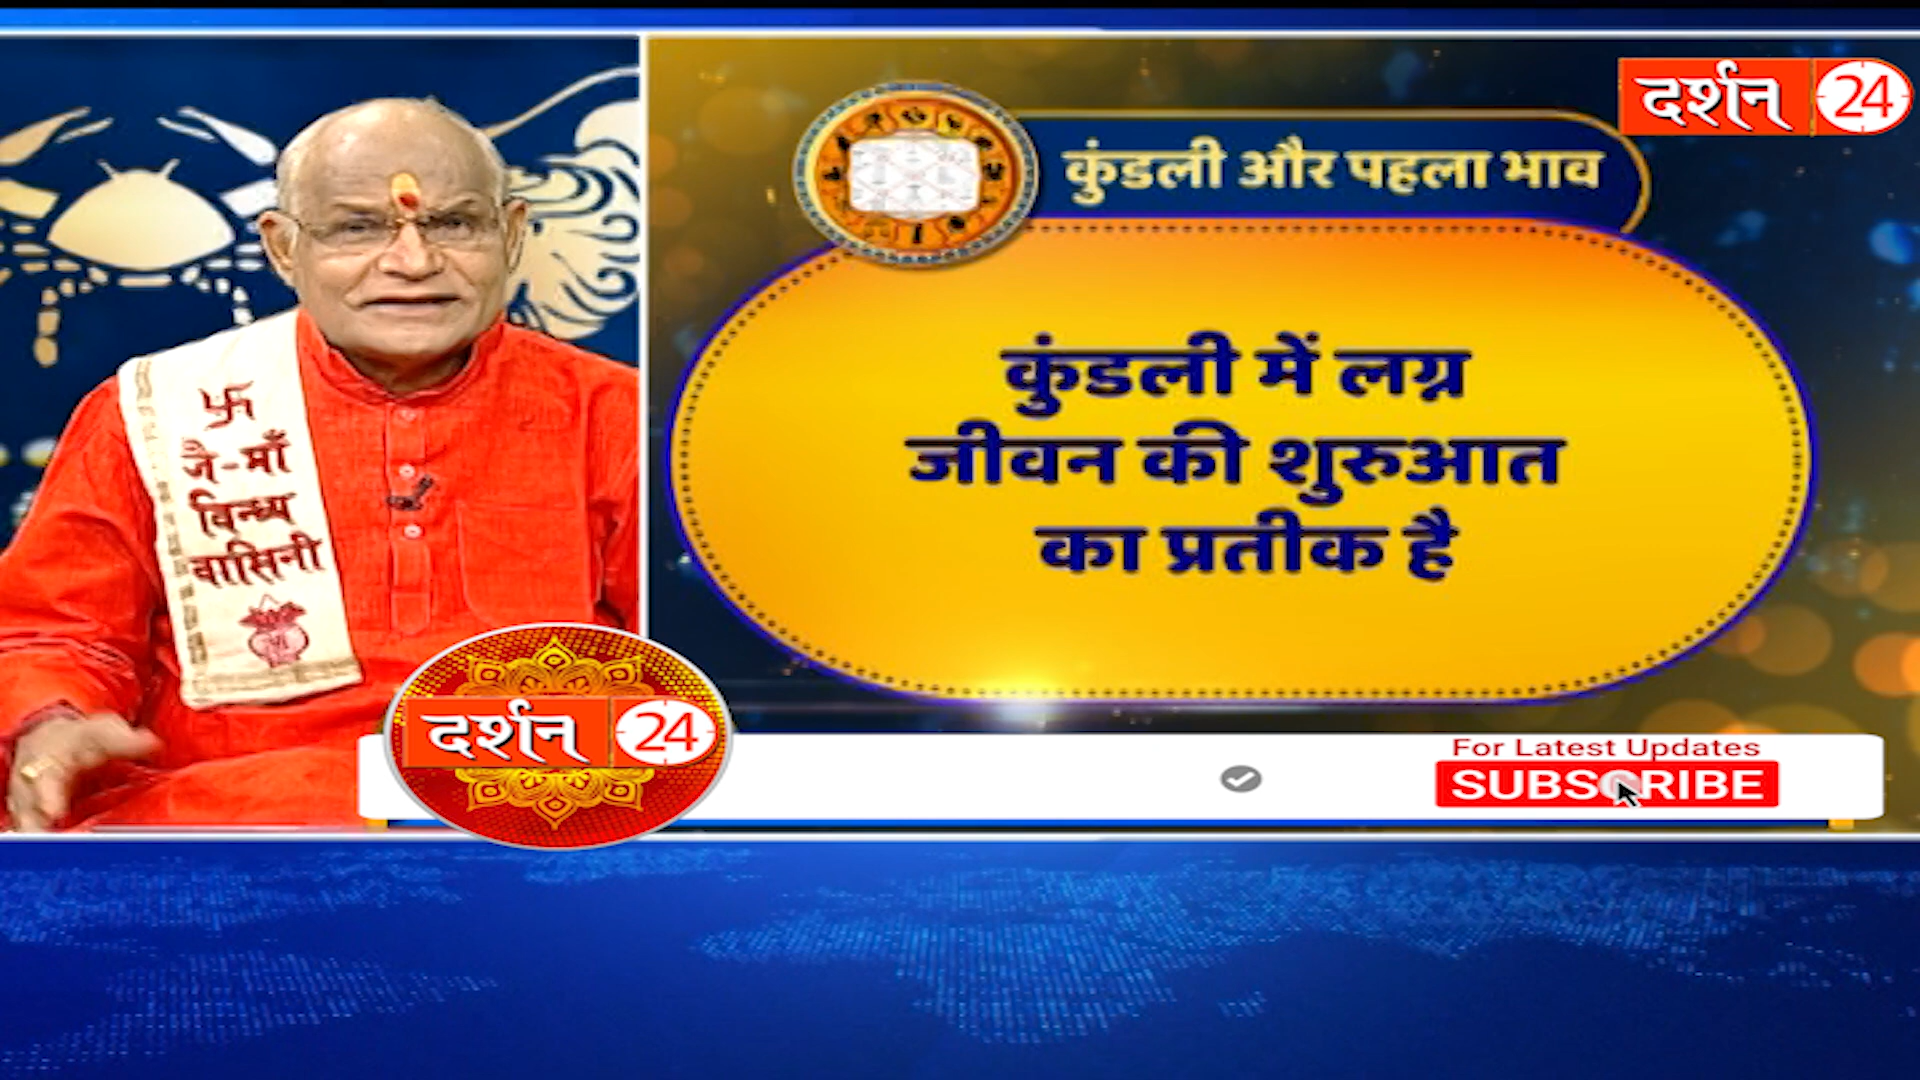 दर्शन 24
कुंडली और पहला भाव
कुंडली में लग्न
जीवन की शुरुआत
का प्रतीक है
जै-माँ
विन्ध्य
वासिनी
दर्शन 24
For Latest Updates
SUBSCRIBE